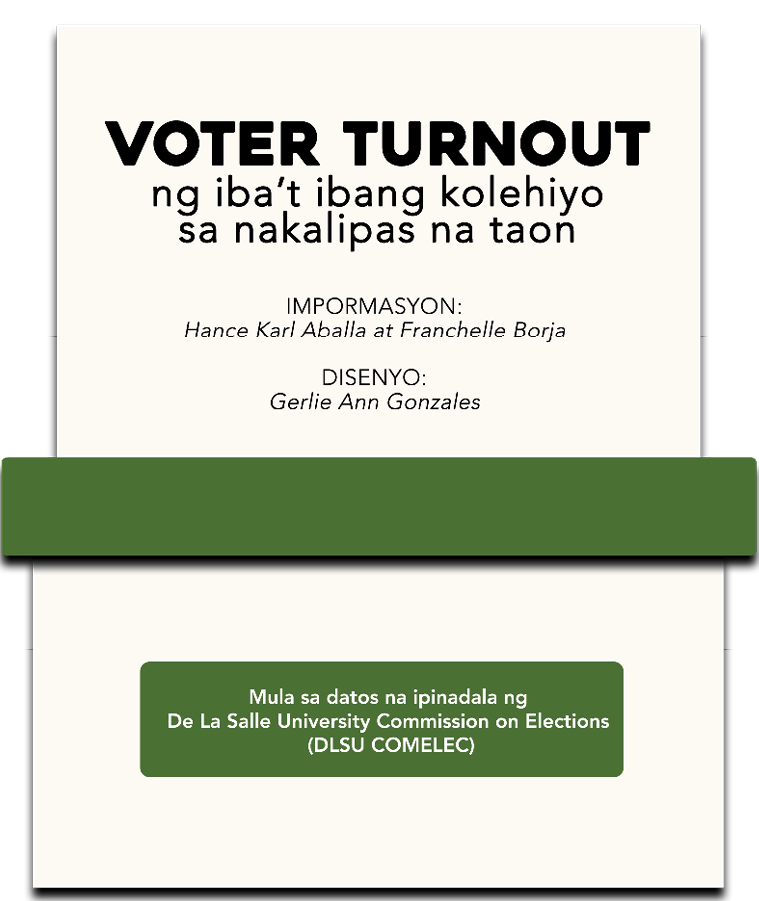 VOTER TURNOUT
ng iba't ibang kolehiyo
sa nakalipas na taon
IMPORMASYON:
Hance Karl Aballa at Franchelle Borja
DISENYO:
Gerlie Ann Gonzales
Mula sa datos na ipinadala ng
De La Salle University Commission on Elections
(DLSU COMELEC)